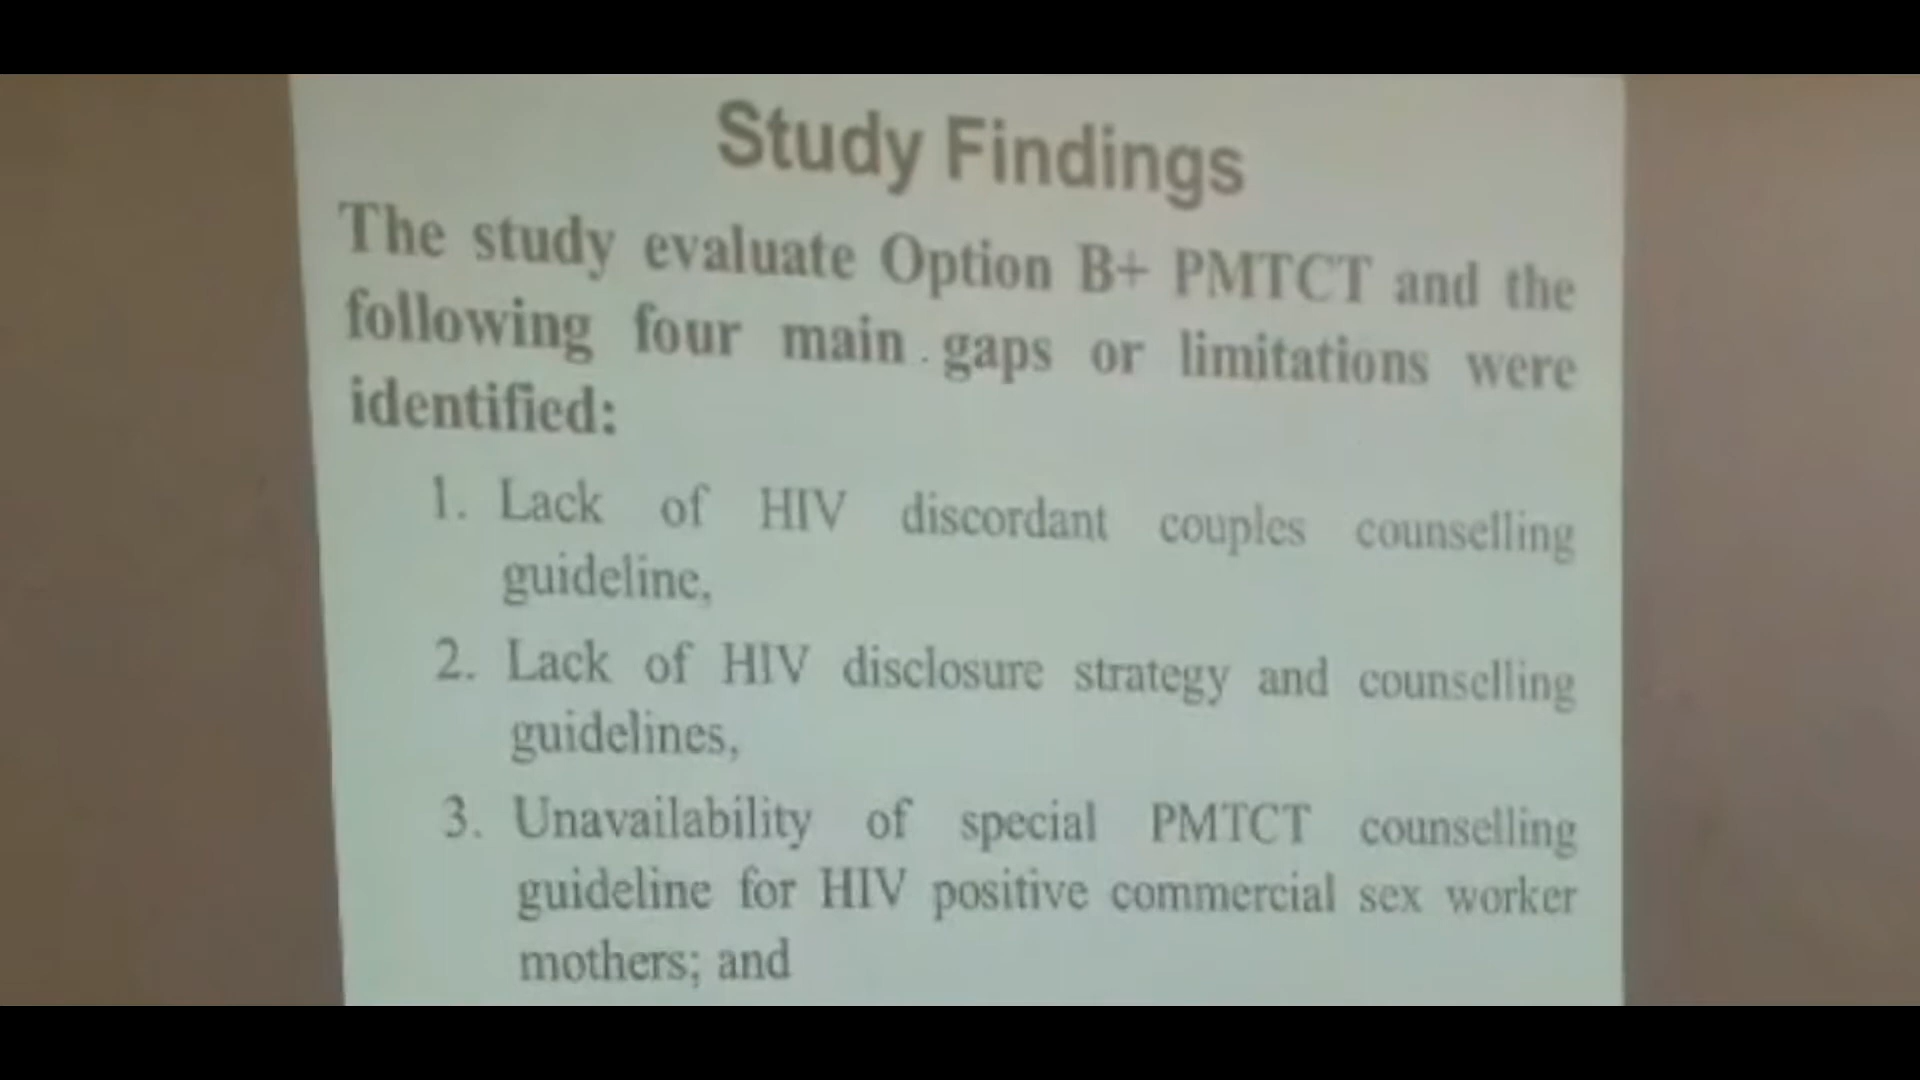 Study Findings
The study evaluate Option B+ PMTCT and the
following four main gaps or limitations were
identified:
1. Lack of HIV discordant couples counselling
guideline,
2. Lack of HIV disclosure strategy and counselling
guidelines,
3. Unavailability of special PMTCT counselling
guideline for HIV positive commercial sex worker
mothers; and